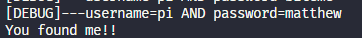 [DEBUG]---username=pi AND password=matthew
You found me!!